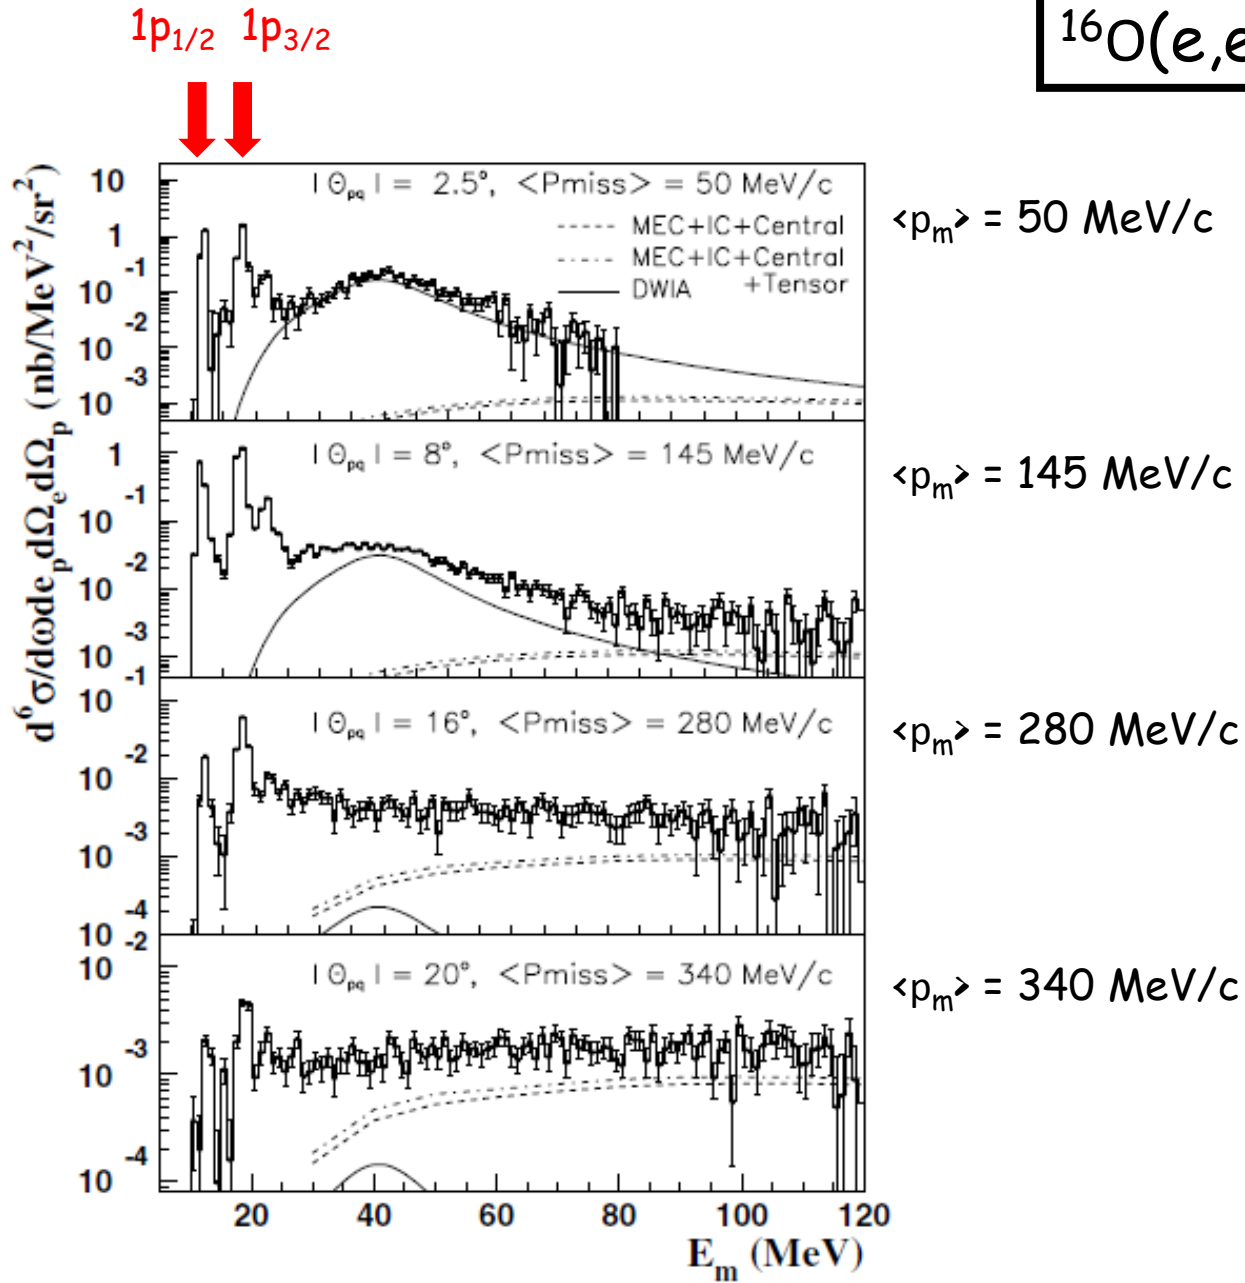 1p1/2 1p3/2
16O(e,e
d6σ/dωdepdΩedΩp (nb/MeV2/sr2)
|Θpq| = 2.5°, <Pmiss> = 50 MeV/c
MEC+IC+Central
MEC+IC+Central
+Tensor
DWIA
10
1
-1
10
-2
10
-3
10
<pm> = 50 MeV/c
|Θpq| = 8°, <Pmiss> = 145 MeV/c
1
-1
10
-2
10
-3
10
<pm> = 145 MeV/c
|Θpq| = 16°, <Pmiss> = 280 MeV/c
-1
10
-2
10
-3
10
-4
10
<pm> = 280 MeV/c
|Θpq| = 20°, <Pmiss> = 340 MeV/c
-2
10
-3
10
-4
10
<pm> = 340 MeV/c
20 40 60 80 100 120
Em (MeV)